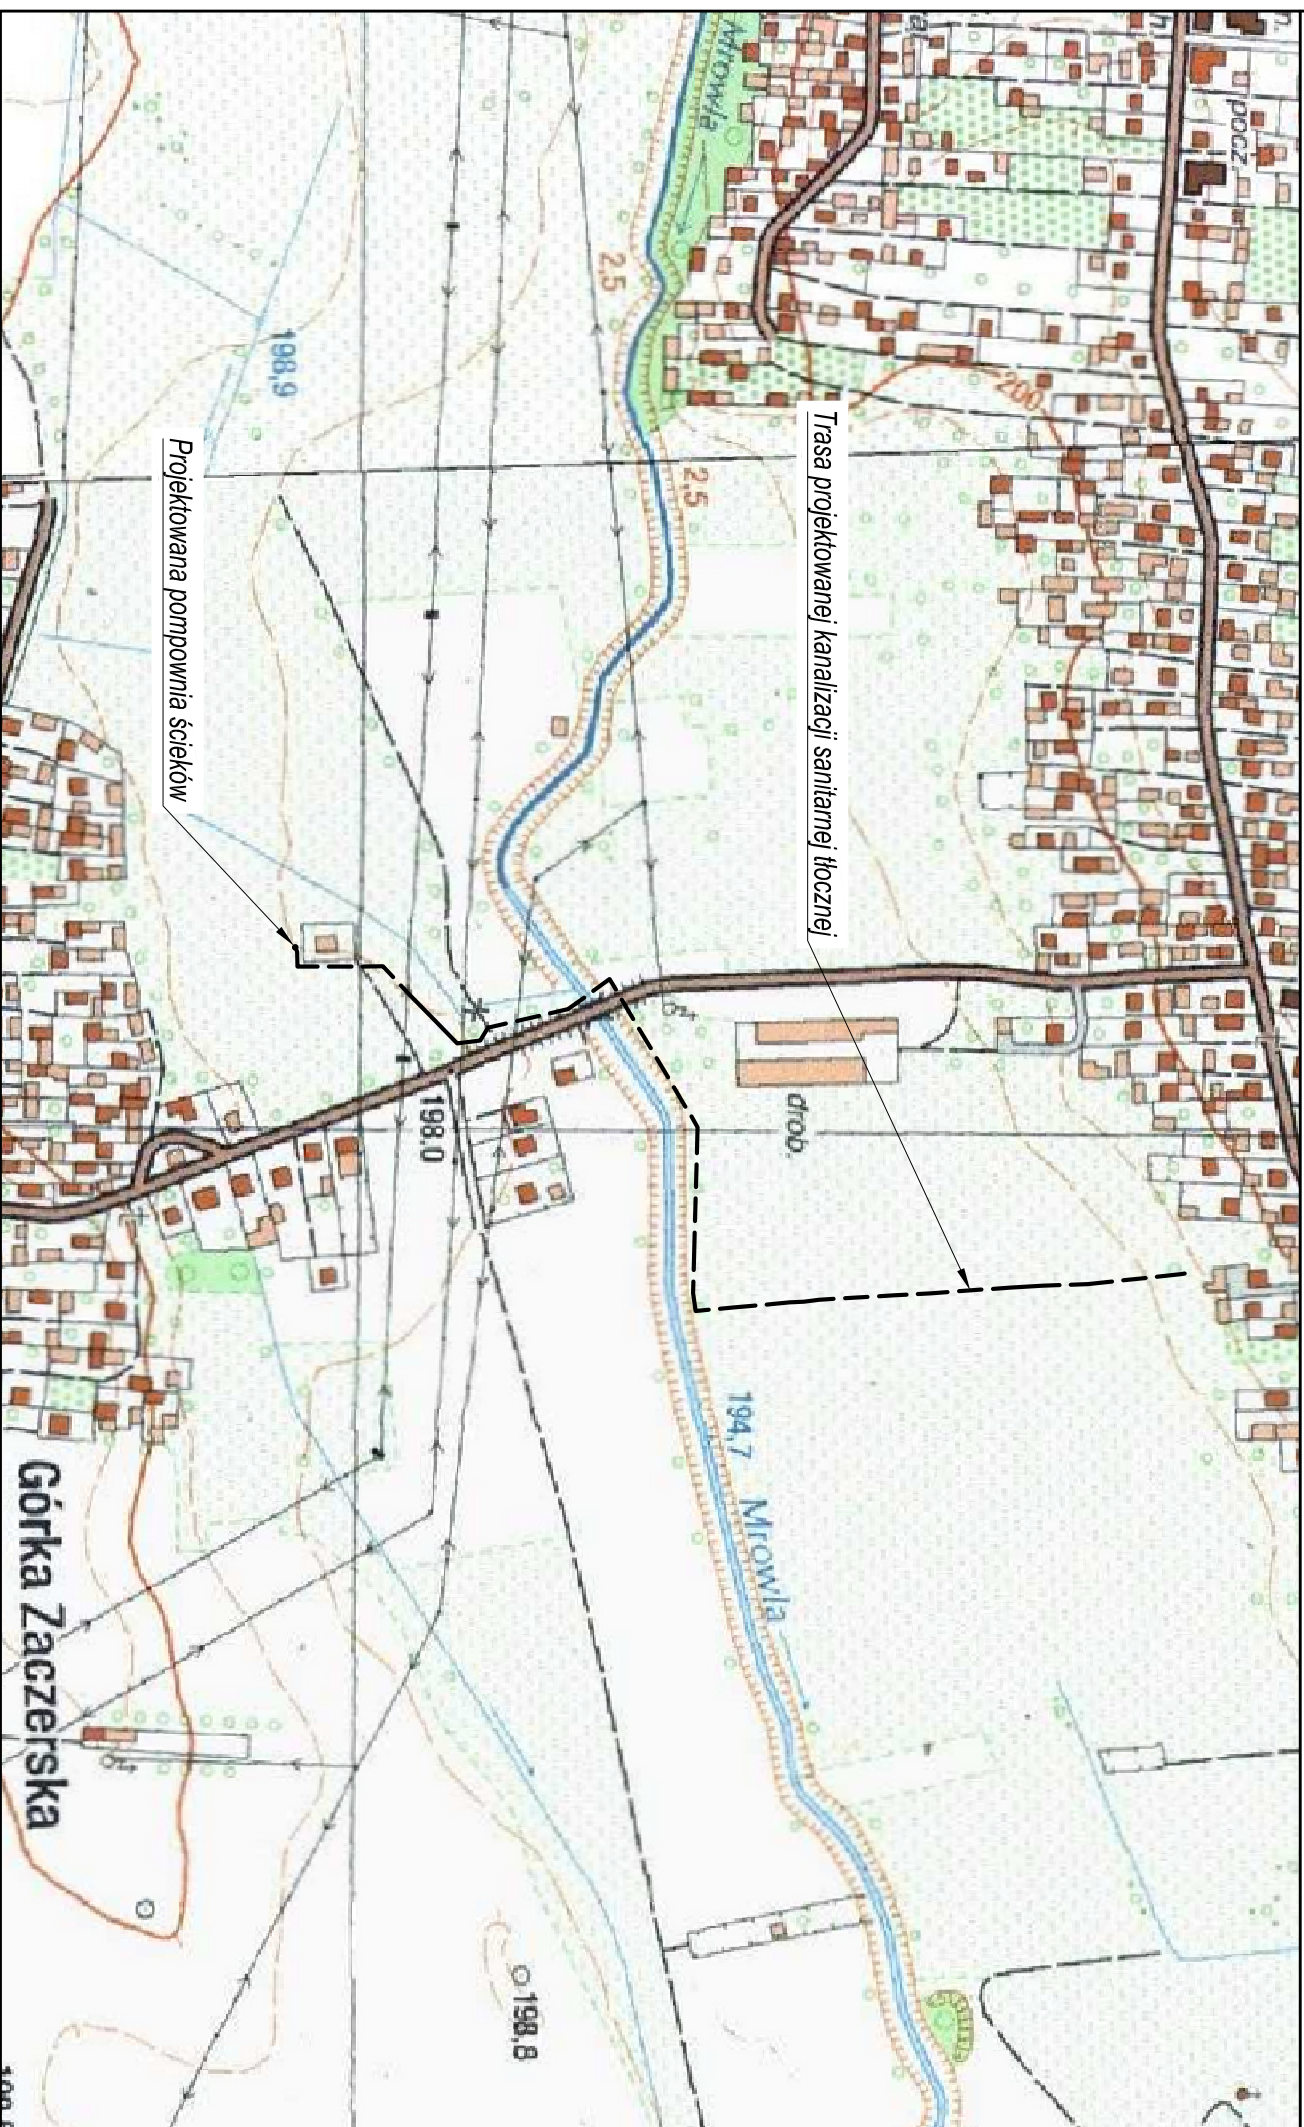 pocz.
Mrowla
2,5
200
198,9
2,5
Trasa projektowanej kanalizacji sanitarnej tłocznej
Projektowana pompownia ścieków
drob.
198.0
194,7
Mrowla
Górka Zaczerska
198,8